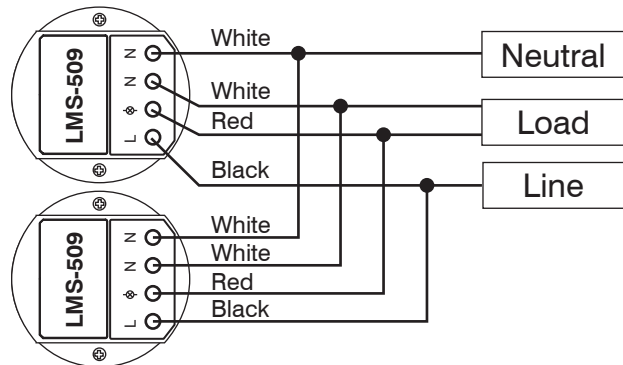 LMS-509
N
N
L
White
White
Red
Black
Neutral
Load
Line
LMS-509
N
N
L
White
White
Red
Black